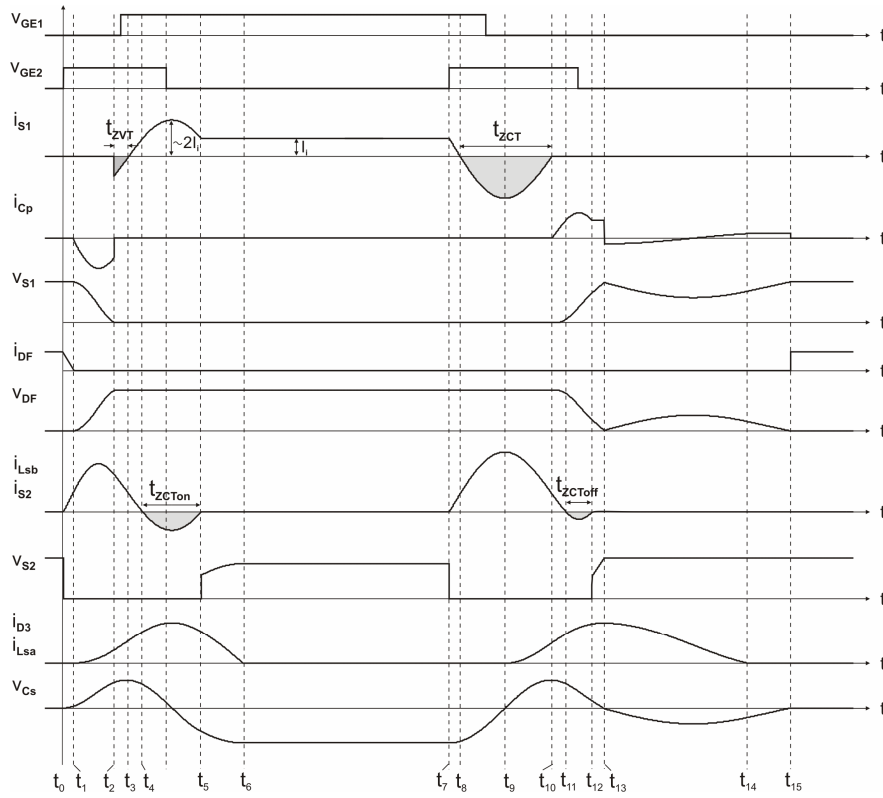 v_GE1
t
v_GE2
t
i_S1
t_ZVT
~2I_i
I_i
t_ZCT
t
i_Cp
t
v_S1
t
i_DF
t
v_DF
t
i_Lsb
i_S2
t_ZCTon
t_ZCToff
t
v_S2
t
i_D3
i_Lsa
t
v_Cs
t
t_0 t_1 t_2 t_3 t_4 t_5 t_6 t_7 t_8 t_9 t_10 t_11 t_12 t_13 t_14 t_15